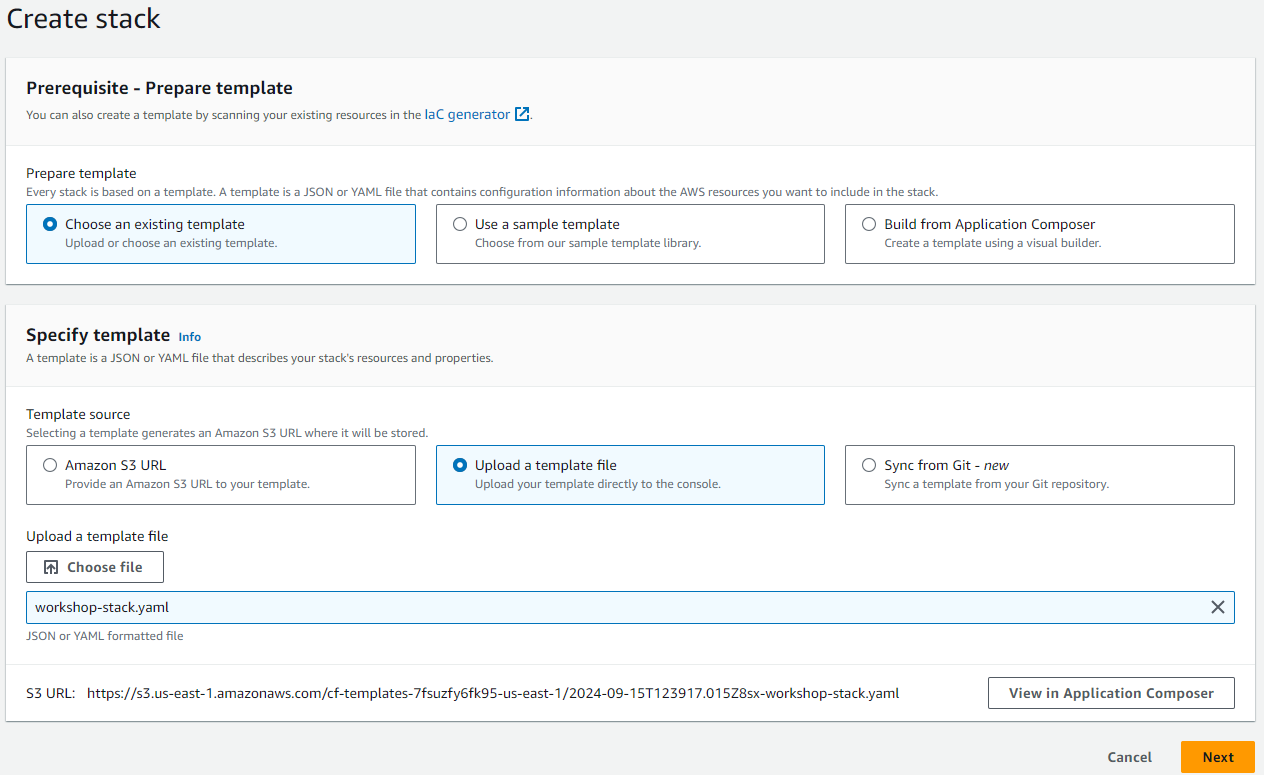 Create stack
Prerequisite - Prepare template
You can also create a template by scanning your existing resources in the IaC generator.
Prepare template
Every stack is based on a template. A template is a JSON or YAML file that contains configuration information about the AWS resources you want to include in the stack.
Choose an existing template
Upload or choose an existing template.
Use a sample template
Choose from our sample template library.
Build from Application Composer
Create a template using a visual builder.
Specify template Info
A template is a JSON or YAML file that describes your stack's resources and properties.
Template source
Selecting a template generates an Amazon S3 URL where it will be stored.
Amazon S3 URL
Provide an Amazon S3 URL to your template.
Upload a template file
Upload your template directly to the console.
Sync from Git - new
Sync a template from your Git repository.
Upload a template file
Choose file
workshop-stack.yaml
JSON or YAML formatted file
S3 URL: https://s3.us-east-1.amazonaws.com/cf-templates-7fsuzfy6fk95-us-east-1/2024-09-15T123917.015Z8sx-workshop-stack.yaml
View in Application Composer
Cancel
Next